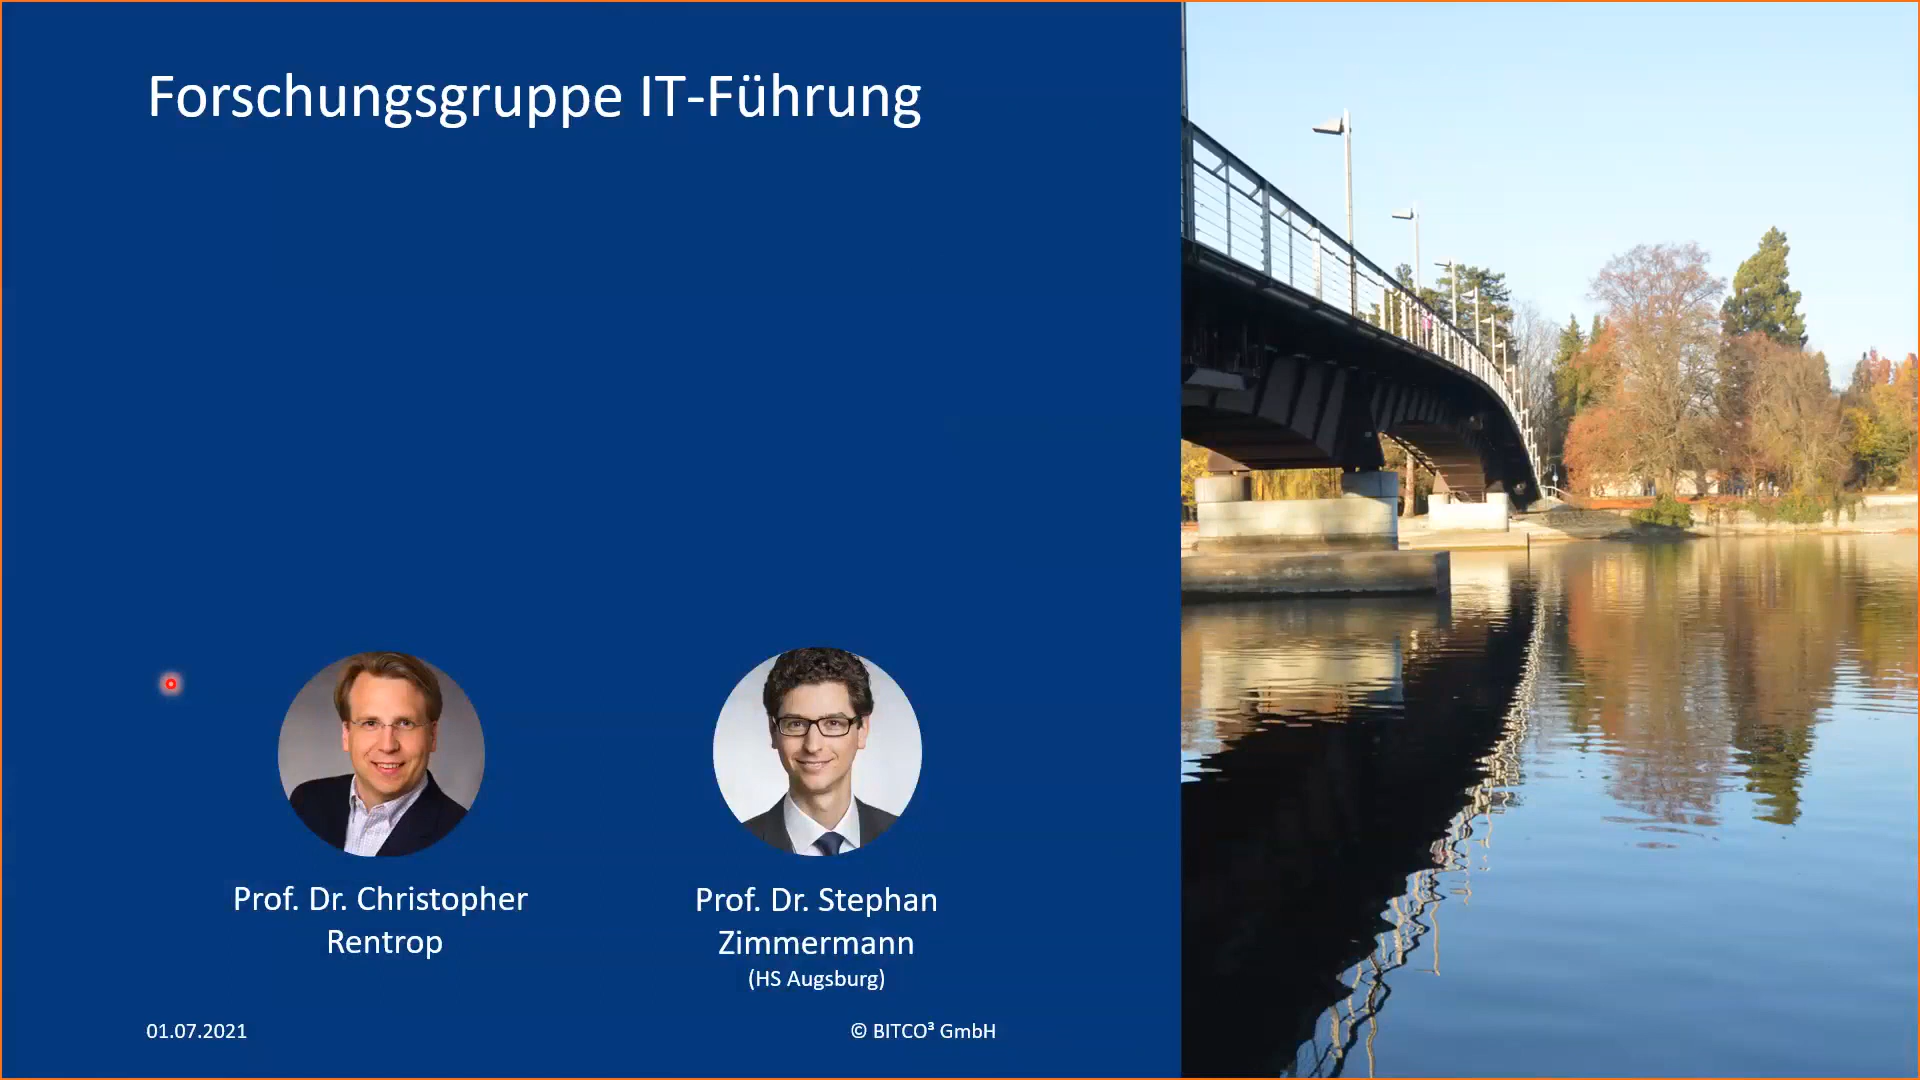 Forschungsgruppe IT-Führung
Prof. Dr. Christopher
Rentrop
Prof. Dr. Stephan
Zimmermann
(HS Augsburg)
01.07.2021
© BITCO³ GmbH